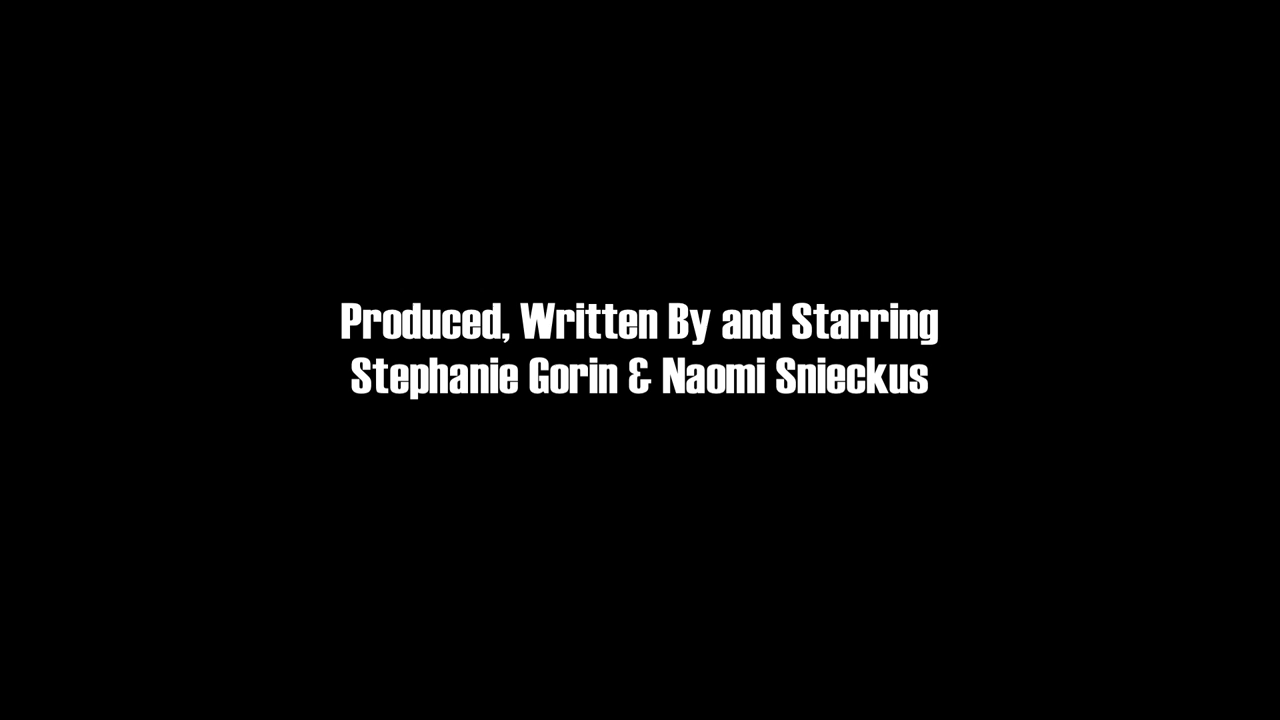 Produced, Written By and Starring
Stephanie Gorin & Naomi Snieckus